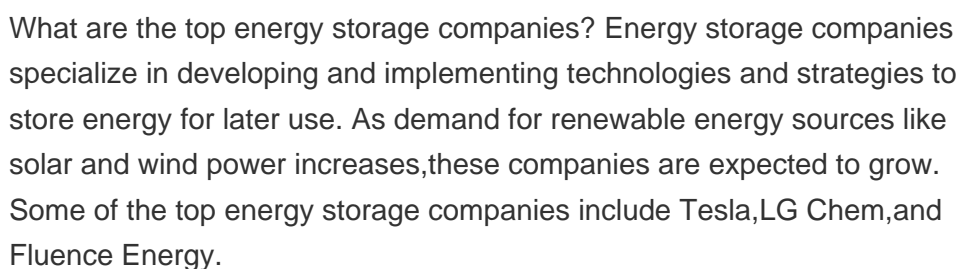 What are the top energy storage companies? Energy storage companies
specialize in developing and implementing technologies and strategies to
store energy for later use. As demand for renewable energy sources like
solar and wind power increases,these companies are expected to grow.
Some of the top energy storage companies include Tesla,LG Chem,and
Fluence Energy.